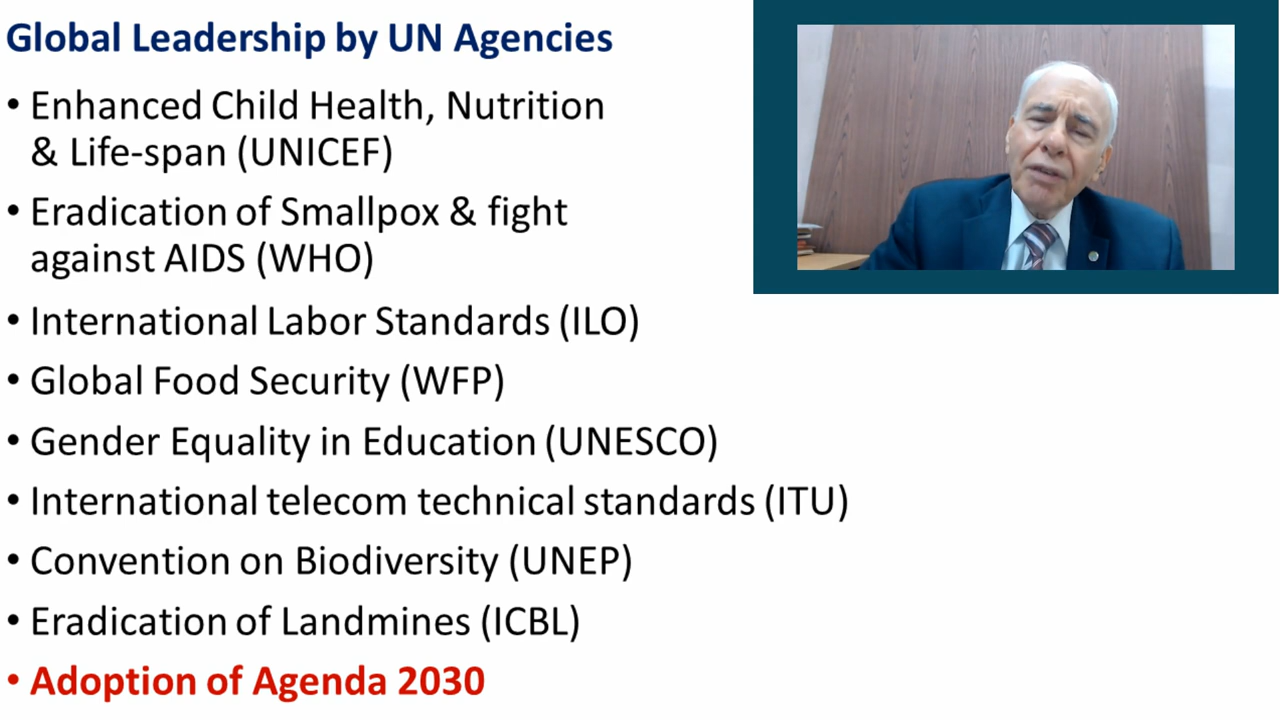 Global Leadership by UN Agencies
• Enhanced Child Health, Nutrition
& Life-span (UNICEF)
• Eradication of Smallpox & fight
against AIDS (WHO)
• International Labor Standards (ILO)
• Global Food Security (WFP)
• Gender Equality in Education (UNESCO)
• International telecom technical standards (ITU)
• Convention on Biodiversity (UNEP)
• Eradication of Landmines (ICBL)
• Adoption of Agenda 2030